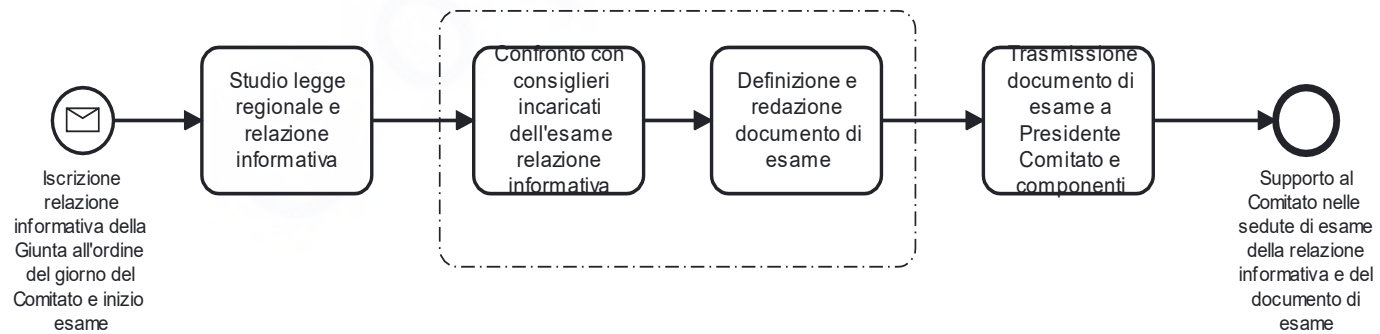 Iscrizione
relazione
informativa della
Giunta all'ordine
del giorno del
Comitato e inizio
esame
Studio legge
regionale e
relazione
informativa
Confronto con
consiglieri
incaricati
dell'esame
relazione
informativa
Definizione e
redazione
documento di
esame
Trasmissione
documento di
esame a
Presidente
Comitato e
componenti
Supporto al
Comitato nelle
sedute di esame
della relazione
informativa e del
documento di
esame